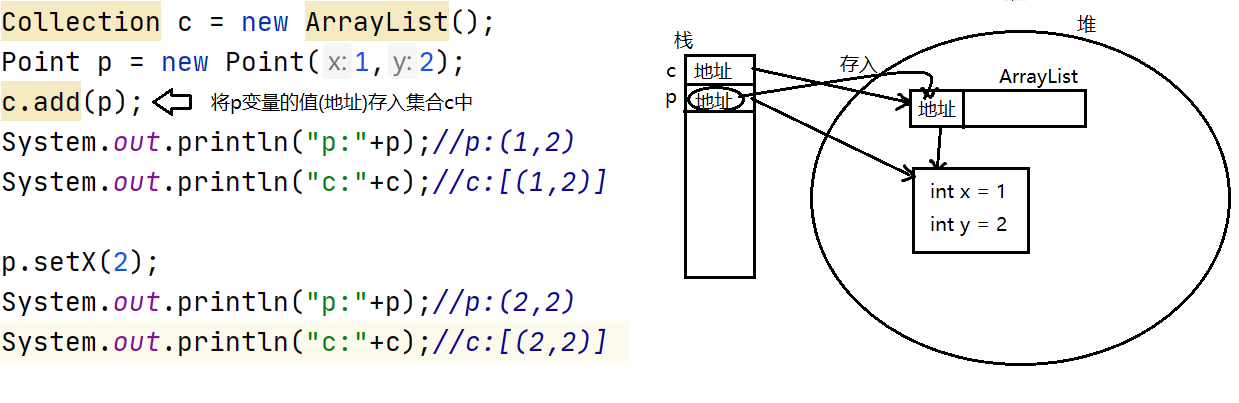 Collection c = new ArrayList();
Point p = new Point( x: 1, y: 2);
c.add(p); 将p变量的值(地址)存入集合c中
System.out.println("p:"+p);//p:(1,2)
System.out.println("c:"+c);//c:[(1,2)]
p.setX(2);
System.out.println("p:"+p);//p:(2,2)
System.out.println("c:"+c);//c:[(2,2)]
栈
c 地址
p 地址
存入
堆
ArrayList
地址
int x = 1
int y = 2